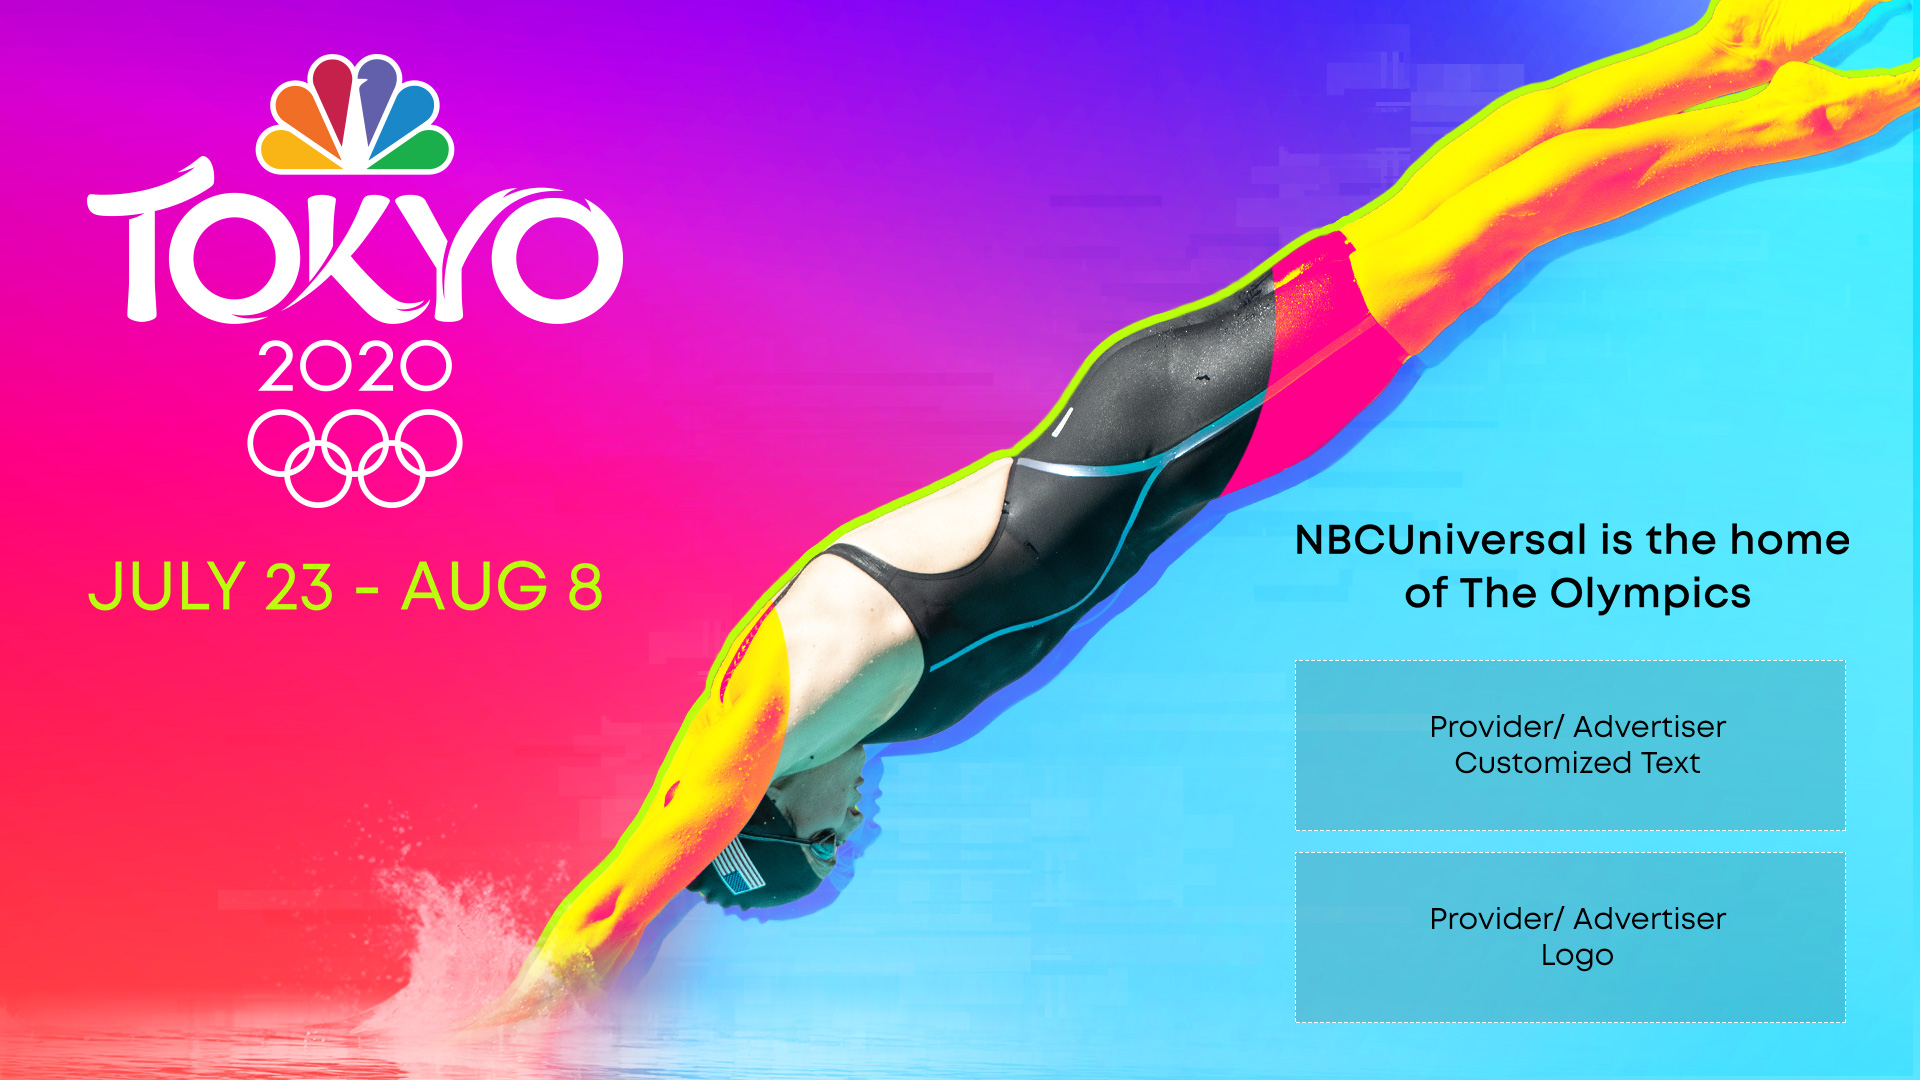 TOKYO
2020
JULY 23 - AUG 8
NBCUniversal is the home
of The Olympics
Provider/ Advertiser
Customized Text
Provider/ Advertiser
Logo